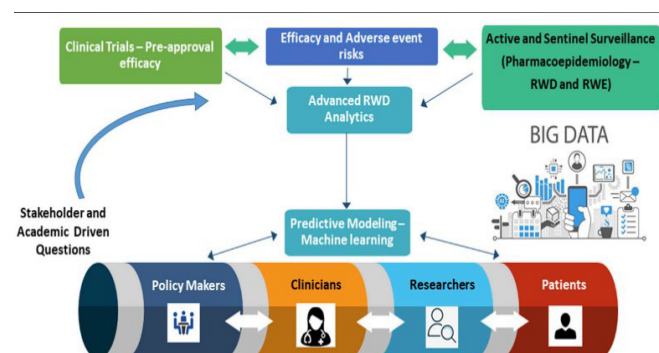 Clinical Trials – Pre-approval
efficacy
Efficacy and Adverse event
risks
Active and Sentinel Surveillance
(Pharmacoepidemiology –
RWD and RWE)
Advanced RWD
Analytics
BIG DATA
Stakeholder and
Academic Driven
Questions
Predictive Modeling –
Machine learning
Policy Makers
Clinicians
Researchers
Patients